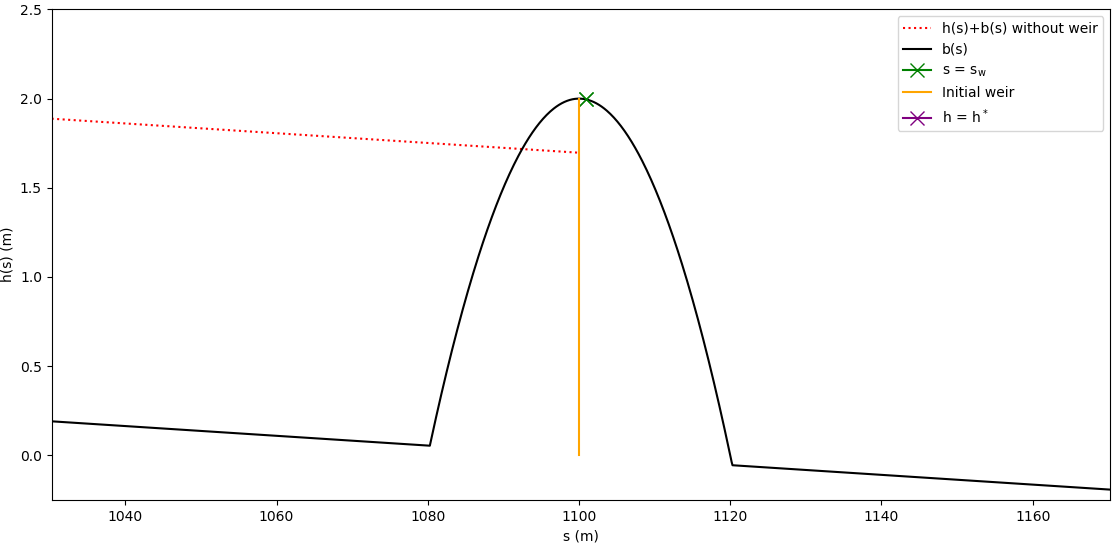 h(s)+b(s) without weir
b(s)
s = s_w
Initial weir
h = h^*
2.5
2.0
1.5
1.0
0.5
0.0
h(s) (m)
1040 1060 1080 1100 1120 1140 1160
s (m)